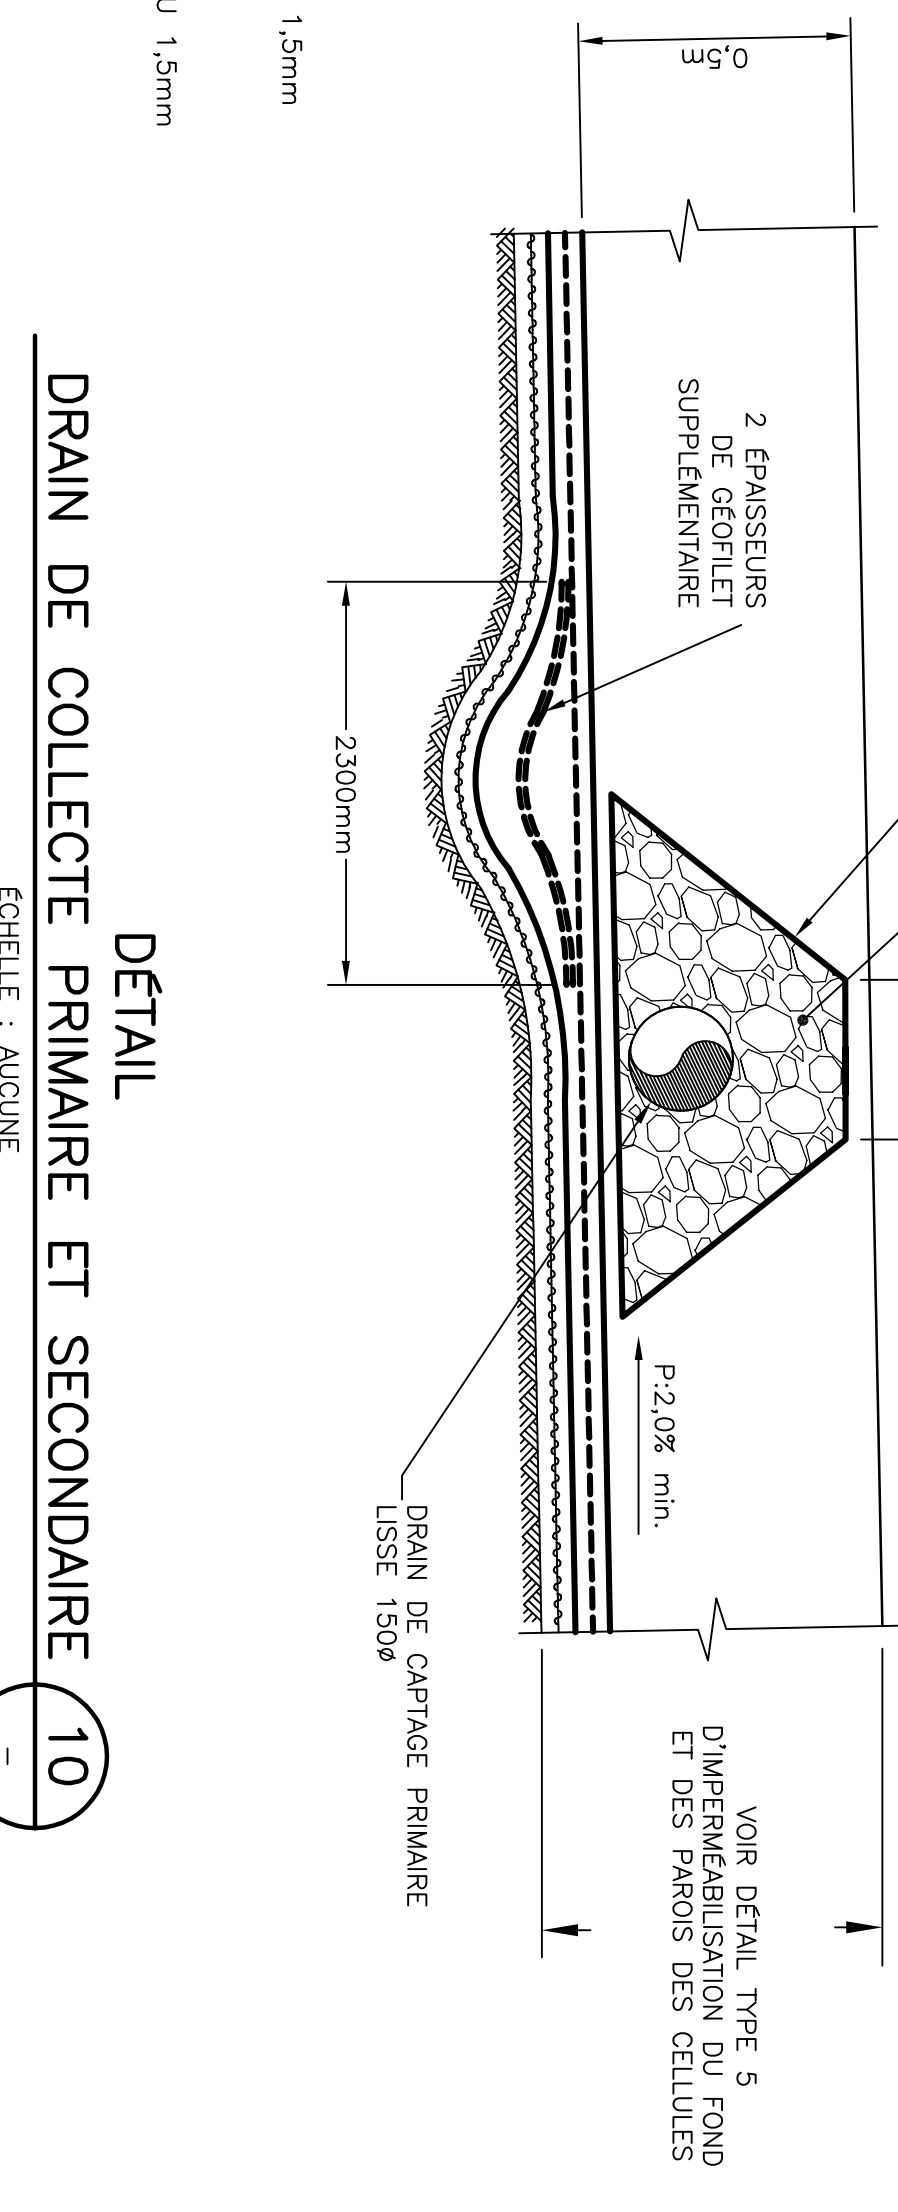 0,5m
1,5mm
U 1,5mm
2 ÉPAISSEURS
DE GÉOFILET
SUPPLÉMENTAIRE
P:2,0% min.
2300mm
DRAIN DE CAPTAGE PRIMAIRE
LISSE 150ø
VOIR DÉTAIL TYPE 5
D'IMPERMÉABILISATION DU FOND
ET DES PAROIS DES CELLULES
DÉTAIL
DRAIN DE COLLECTE PRIMAIRE ET SECONDAIRE
10
ÉCHELLE : AUCUNE
–